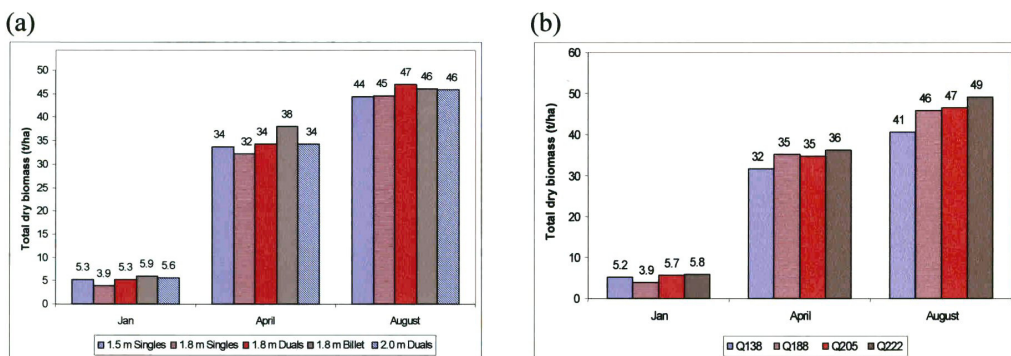 (a)
Total dry biomass (t/ha)
50
45
40
35
30
25
20
15
10
5
0
5.3 3.9 5.3 5.9 5.6
34 32 34 38 34
44 45 47 46 46
Jan April August
1.5 m Singles 1.8 m Singles 1.8 m Duals 1.8 m Billet 2.0 m Duals
(b)
Total dry biomass (t/ha)
60
50
40
30
20
10
0
5.2 3.9 5.7 5.8
32 35 35 36
41 46 47 49
Jan April August
Q138 Q188 Q205 Q222